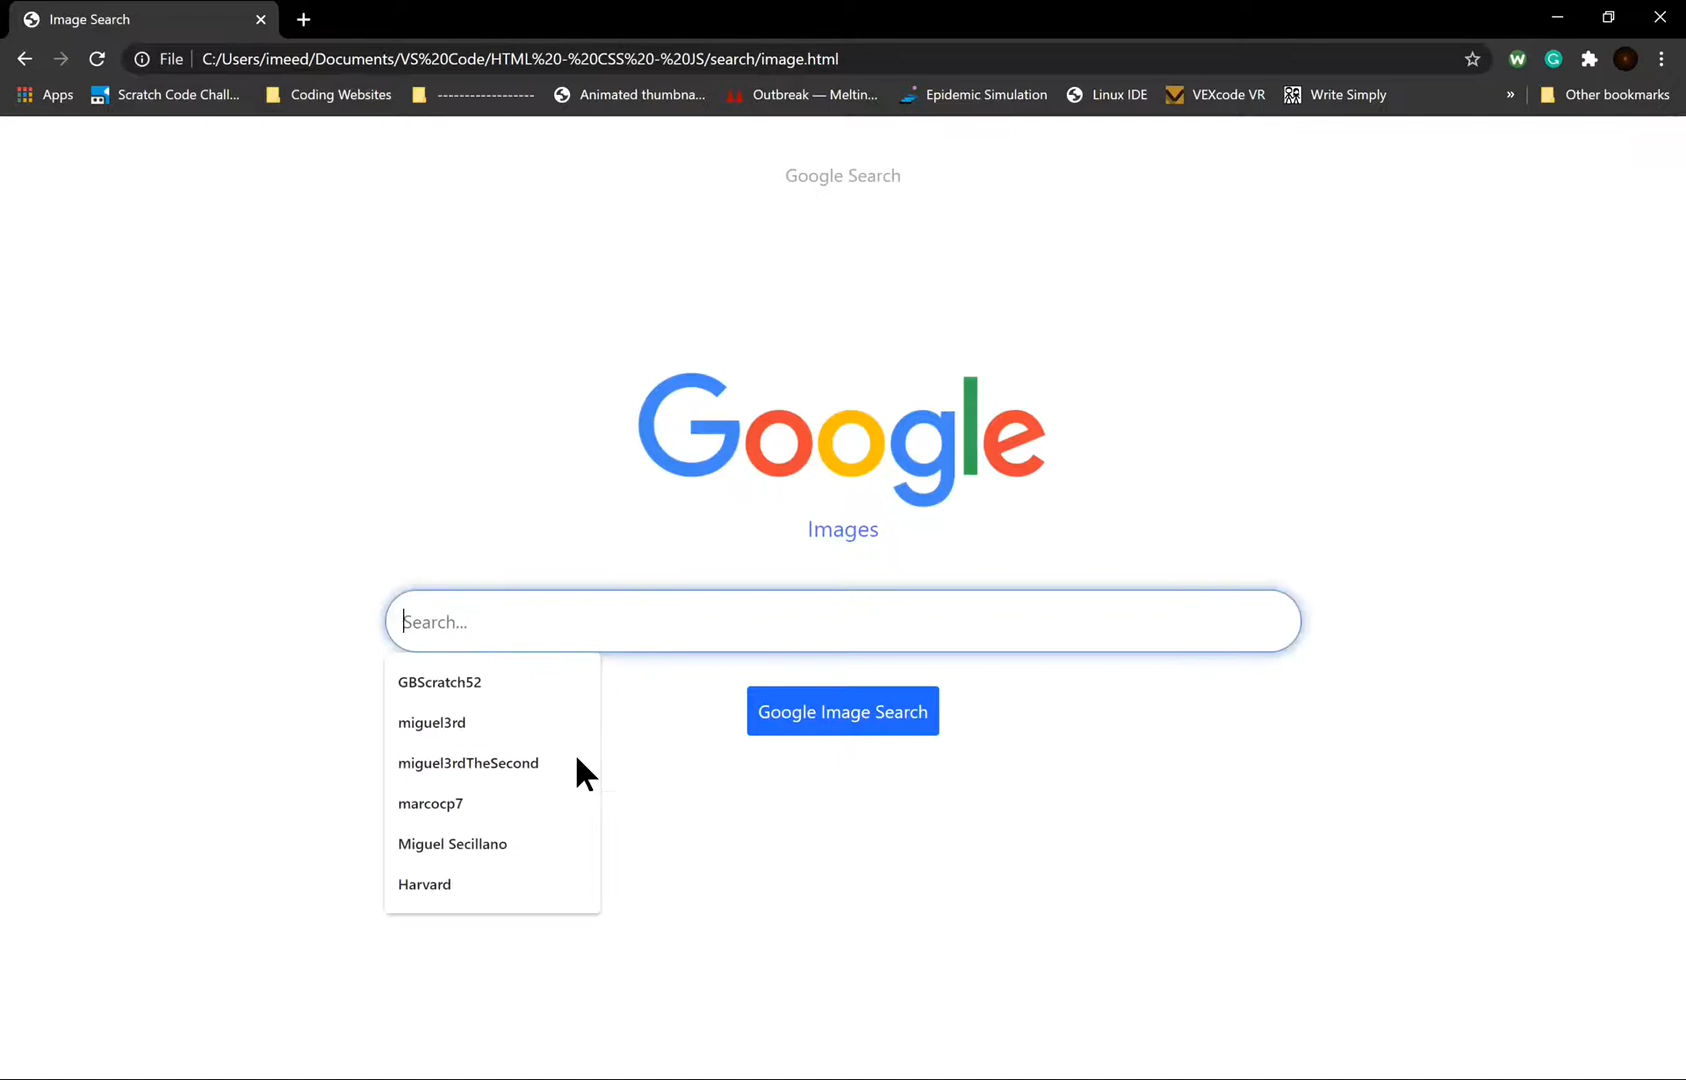 Image Search
File C:/Users/imeed/Documents/VS%20Code/HTML%20-%20CSS%20-%20JS/search/image.html
Apps Scratch Code Chall... Coding Websites ------------------ Animated thumbna... Outbreak — Meltin... Epidemic Simulation Linux IDE VEXcode VR Write Simply » Other bookmarks
Google Search
Google
Images
Search...
GBScratch52
Google Image Search
miguel3rd
miguel3rdTheSecond
marcocp7
Miguel Secillano
Harvard